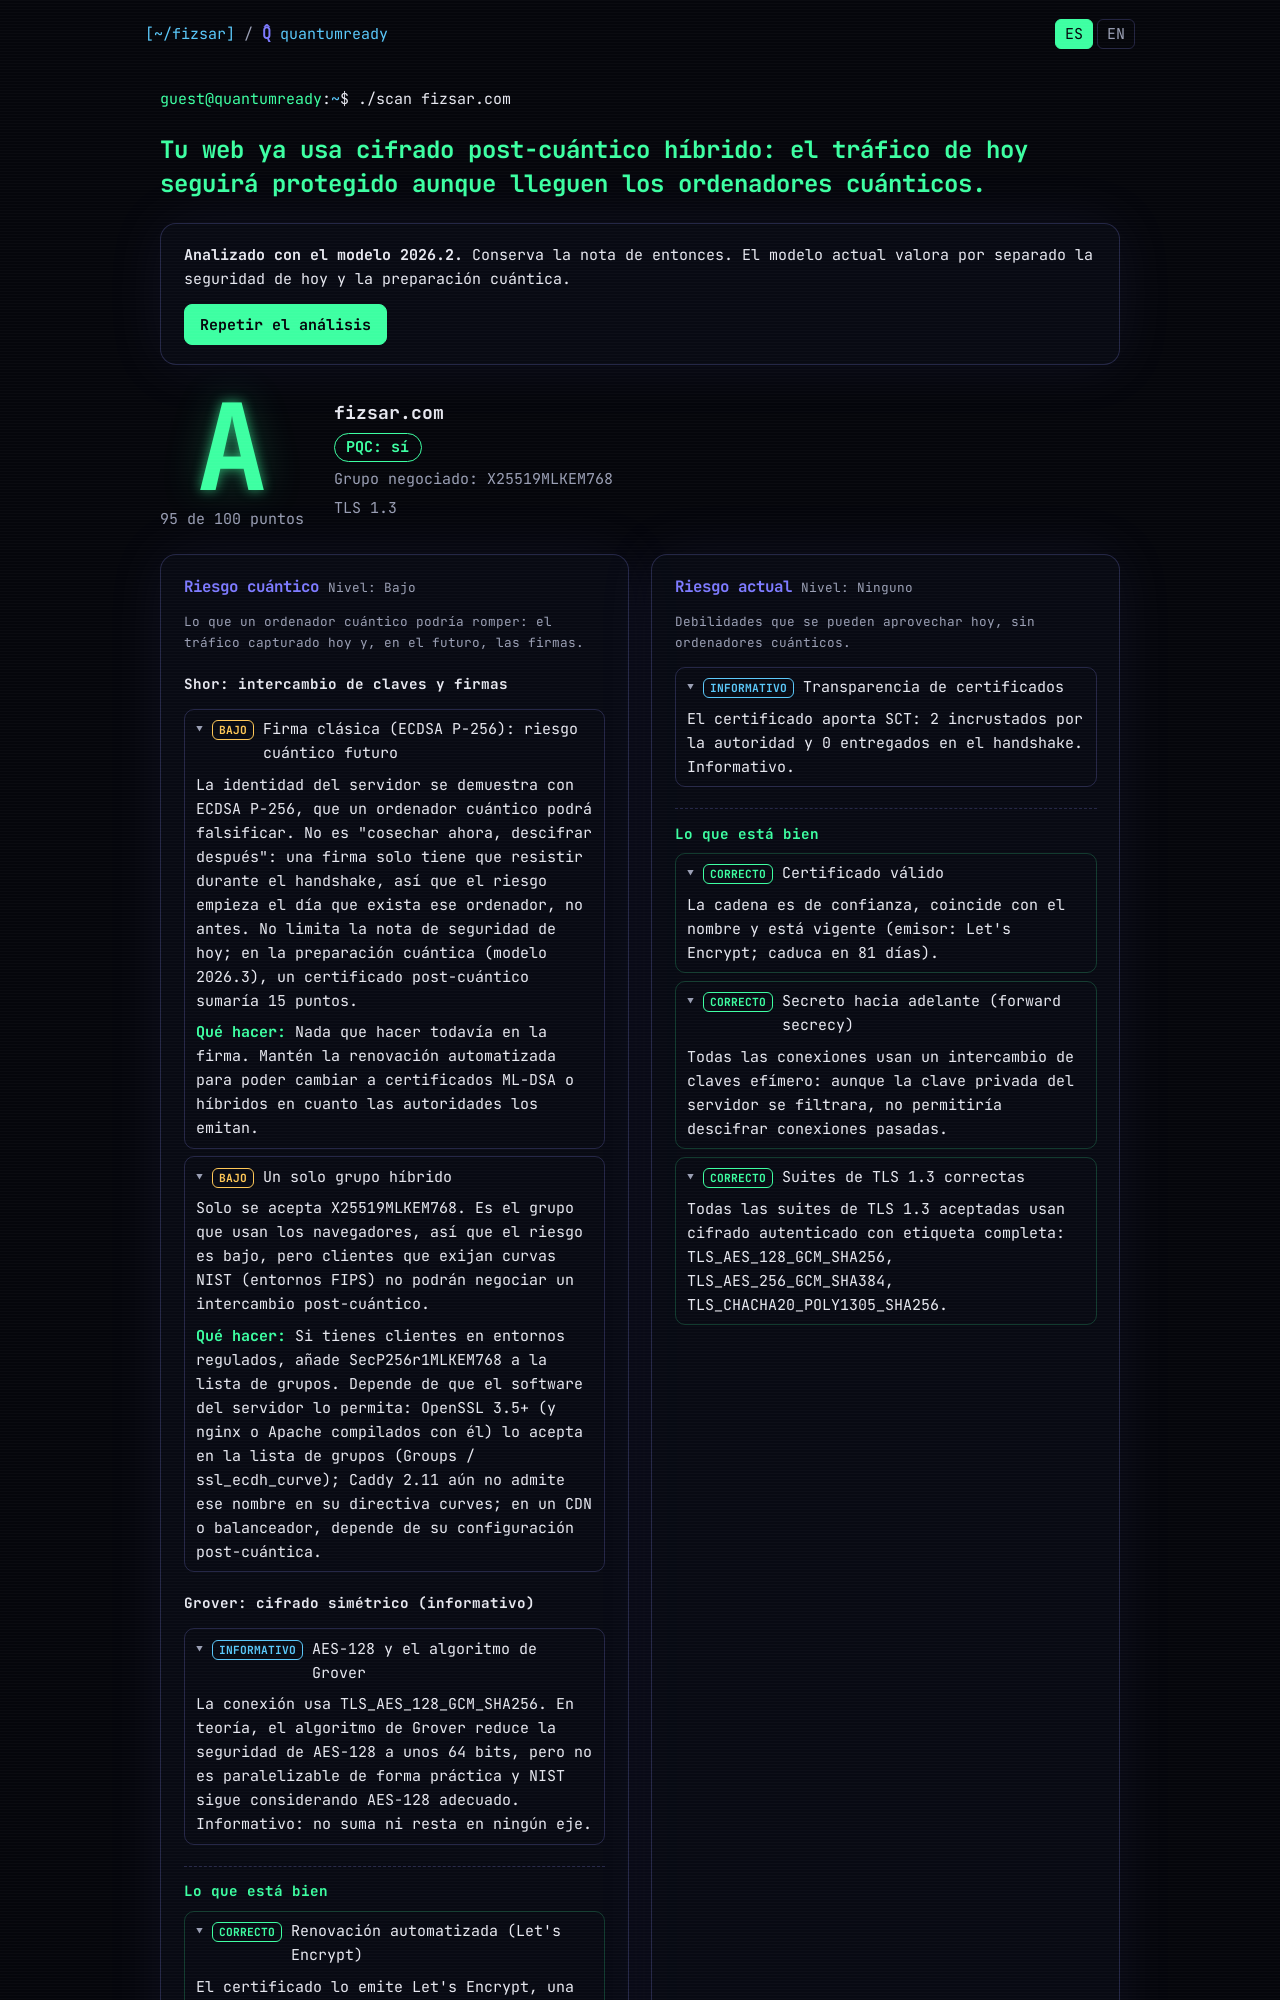 [~/fizsar] / Q quantumready
ES EN
guest@quantumready:~$ ./scan fizsar.com
Tu web ya usa cifrado post-cuántico híbrido: el tráfico de hoy
seguirá protegido aunque lleguen los ordenadores cuánticos.
Analizado con el modelo 2026.2. Conserva la nota de entonces. El modelo actual valora por separado la
seguridad de hoy y la preparación cuántica.
Repetir el análisis
A
95 de 100 puntos
fizsar.com
PQC: sí
Grupo negociado: X25519MLKEM768
TLS 1.3
Riesgo cuántico Nivel: Bajo
Lo que un ordenador cuántico podría romper: el
tráfico capturado hoy y, en el futuro, las firmas.
Shor: intercambio de claves y firmas
BAJO Firma clásica (ECDSA P-256): riesgo
cuántico futuro
La identidad del servidor se demuestra con
ECDSA P-256, que un ordenador cuántico podrá
falsificar. No es "cosechar ahora, descifrar
después": una firma solo tiene que resistir
durante el handshake, así que el riesgo
empieza el día que exista ese ordenador, no
antes. No limita la nota de seguridad de
hoy; en la preparación cuántica (modelo
2026.3), un certificado post-cuántico
sumaría 15 puntos.
Qué hacer: Nada que hacer todavía en la
firma. Mantén la renovación automatizada
para poder cambiar a certificados ML-DSA o
híbridos en cuanto las autoridades los
emitan.
BAJO Un solo grupo híbrido
Solo se acepta X25519MLKEM768. Es el grupo
que usan los navegadores, así que el riesgo
es bajo, pero clientes que exijan curvas
NIST (entornos FIPS) no podrán negociar un
intercambio post-cuántico.
Qué hacer: Si tienes clientes en entornos
regulados, añade SecP256r1MLKEM768 a la
lista de grupos. Depende de que el software
del servidor lo permita: OpenSSL 3.5+ (y
nginx o Apache compilados con él) lo acepta
en la lista de grupos (Groups /
ssl_ecdh_curve); Caddy 2.11 aún no admite
ese nombre en su directiva curves; en un CDN
o balanceador, depende de su configuración
post-cuántica.
Grover: cifrado simétrico (informativo)
INFORMATIVO AES-128 y el algoritmo de
Grover
La conexión usa TLS_AES_128_GCM_SHA256. En
teoría, el algoritmo de Grover reduce la
seguridad de AES-128 a unos 64 bits, pero no
es paralelizable de forma práctica y NIST
sigue considerando AES-128 adecuado.
Informativo: no suma ni resta en ningún eje.
Lo que está bien
CORRECTO Renovación automatizada (Let's
Encrypt)
El certificado lo emite Let's Encrypt, una
Riesgo actual Nivel: Ninguno
Debilidades que se pueden aprovechar hoy, sin
ordenadores cuánticos.
INFORMATIVO Transparencia de certificados
El certificado aporta SCT: 2 incrustados por
la autoridad y 0 entregados en el handshake.
Informativo.
Lo que está bien
CORRECTO Certificado válido
La cadena es de confianza, coincide con el
nombre y está vigente (emisor: Let's
Encrypt; caduca en 81 días).
CORRECTO Secreto hacia adelante (forward
secrecy)
Todas las conexiones usan un intercambio de
claves efímero: aunque la clave privada del
servidor se filtrara, no permitiría
descifrar conexiones pasadas.
CORRECTO Suites de TLS 1.3 correctas
Todas las suites de TLS 1.3 aceptadas usan
cifrado autenticado con etiqueta completa:
TLS_AES_128_GCM_SHA256,
TLS_AES_256_GCM_SHA384,
TLS_CHACHA20_POLY1305_SHA256.